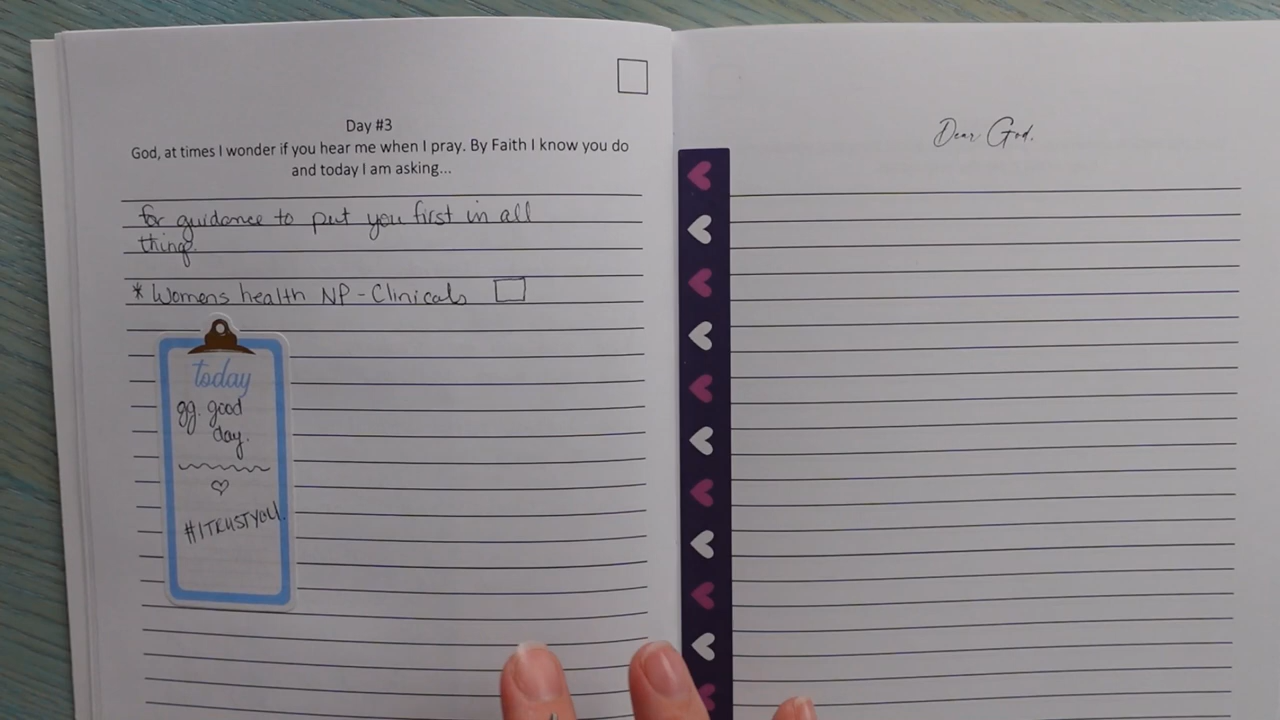 Day #3
God, at times I wonder if you hear me when I pray. By Faith I know you do
and today I am asking...
for guidance to put you first in all
thing.
* Womens health NP - Clinicals
today
gg. good
day.
#ITRUSTYOU.
Dear God,